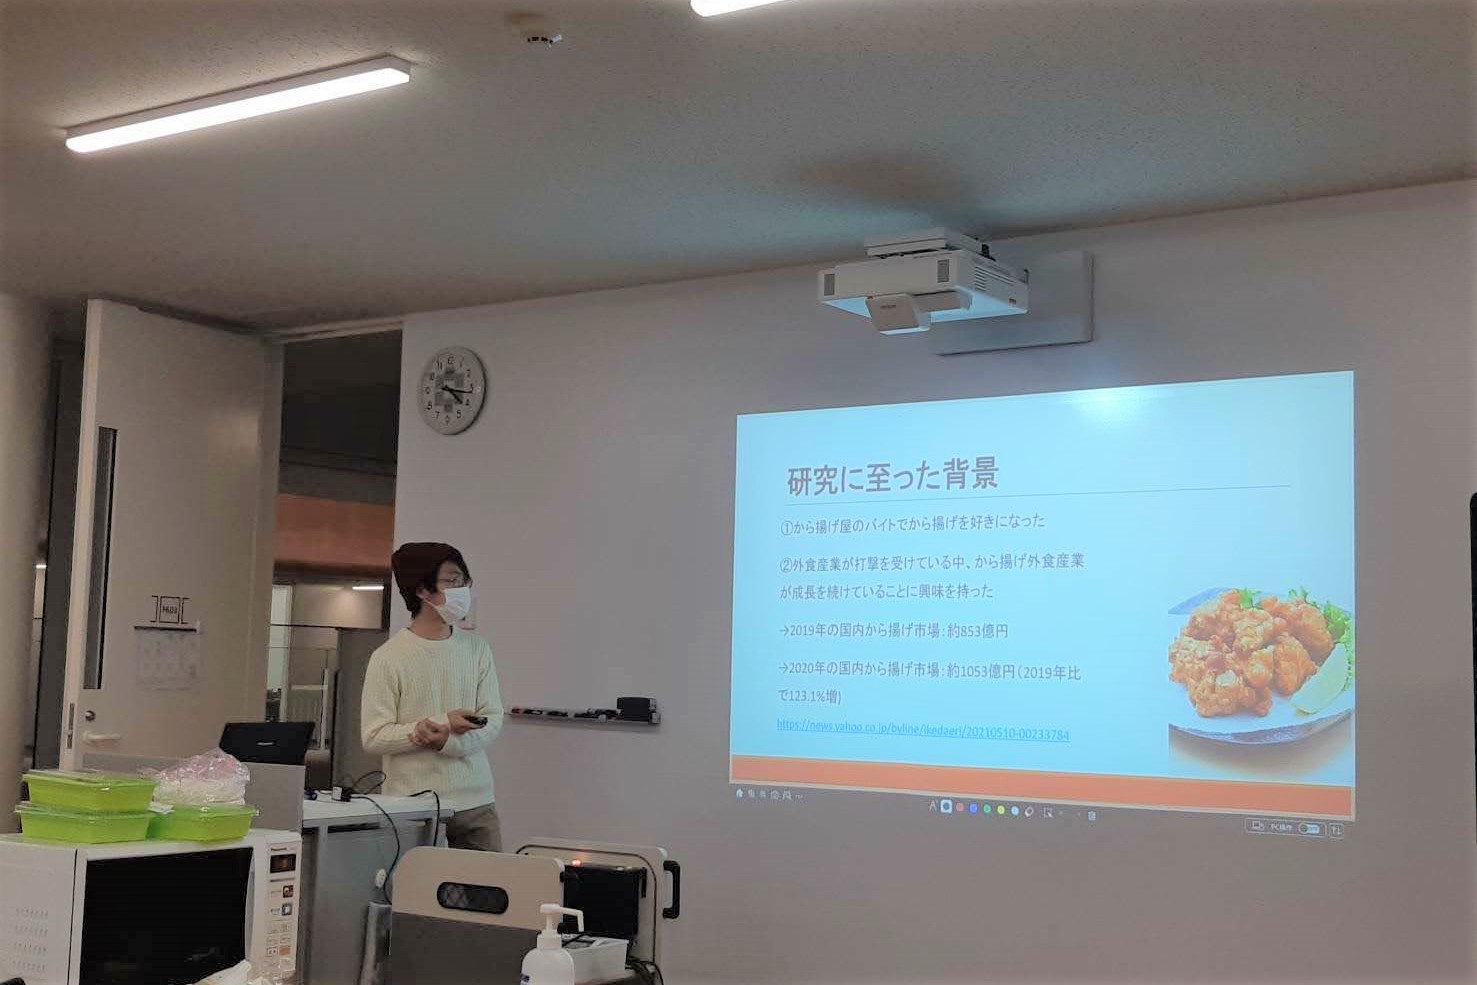 研究に至った背景
①から揚げ屋のバイトでから揚げを好きになった
②外食産業が打撃を受けている中、から揚げ外食産業
が成長を続けていることに興味を持った
→2019年の国内から揚げ市場：約853億円
→2020年の国内から揚げ市場：約1053億円（2019年比
で123.1%増)
https://news.yahoo.co.jp/byline/ikedaeri/20210510-00233784
PC操作
Panasonic